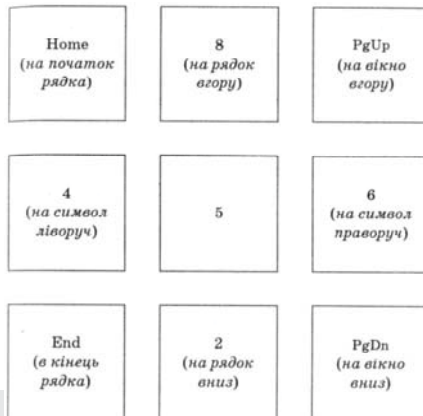 Home
(на початок
рядка)
8
(на рядок
вгору)
PgUp
(на вікно
вгору)
4
(на символ
ліворуч)
5
6
(на символ
праворуч)
End
(в кінець
рядка)
2
(на рядок
вниз)
PgDn
(на вікно
вниз)